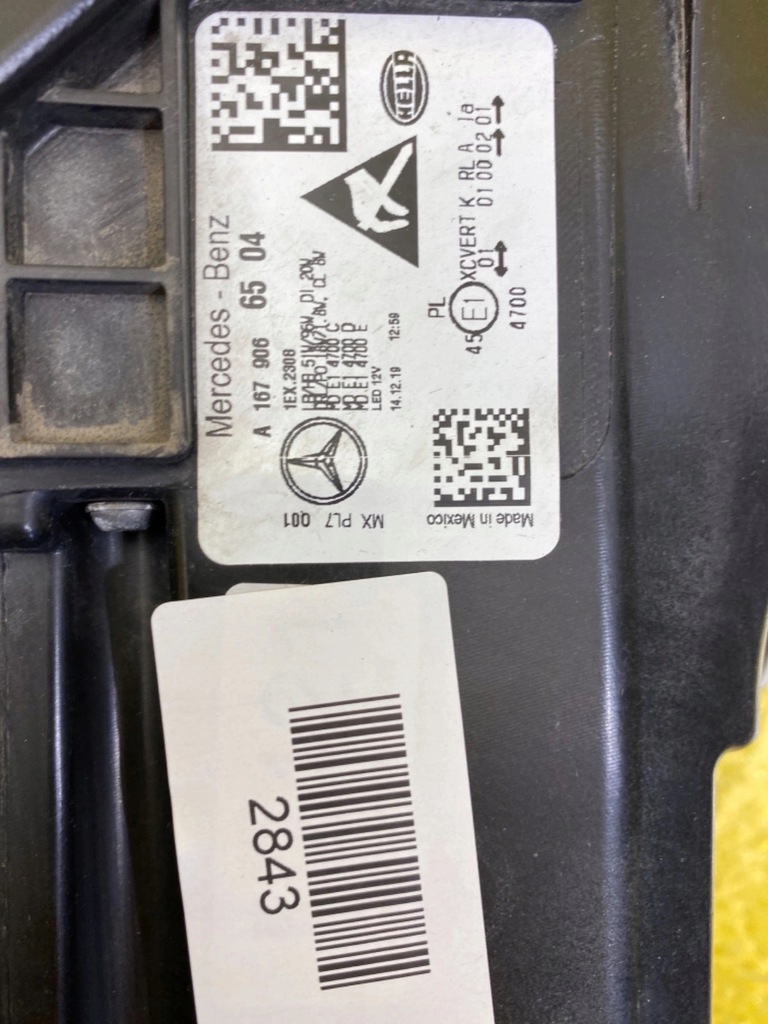 Mercedes - Benz
A 167 906 65 04
1EX.2308
LED 12V
14.12.19 12:59
MX PL7 001
HELLA
PL
XCVERT K RL A 1a
01 01 00 02 01
45 E1
4700
Made in Mexico
2843